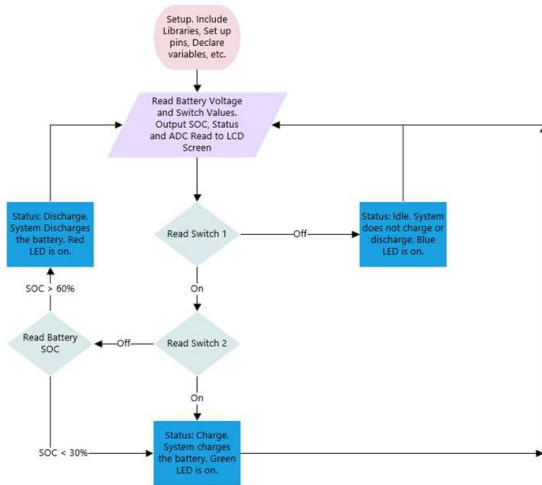 Setup. Include
Libraries, Set up
pins, Declare
variables, etc.
Read Battery Voltage
and Switch Values.
Output SOC, Status
and ADC Read to LCD
Screen
Status: Discharge.
System Discharges
the battery. Red
LED is on.
Read Switch 1
Off
Status: Idle. System
does not charge or
discharge. Blue
LED is on.
SOC > 60%
On
Read Battery
SOC
Off
Read Switch 2
On
SOC < 30%
Status: Charge.
System charges
the battery. Green
LED is on.